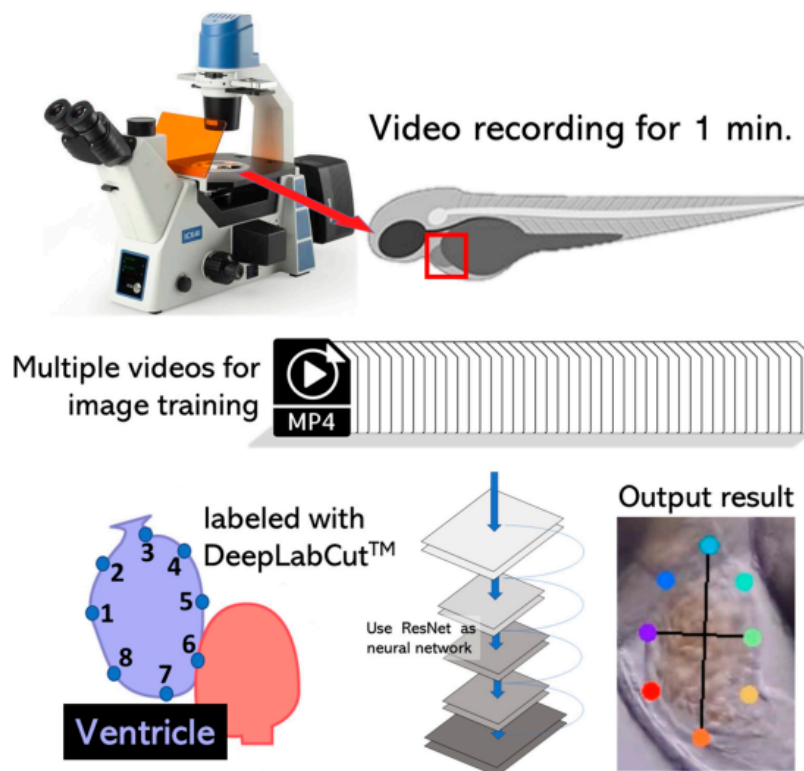 Video recording for 1 min.
Multiple videos for
image training
MP4
labeled with
DeepLabCut™
3
4
2
5
1
6
8
7
Ventricle
Use ResNet as
neural network
Output result